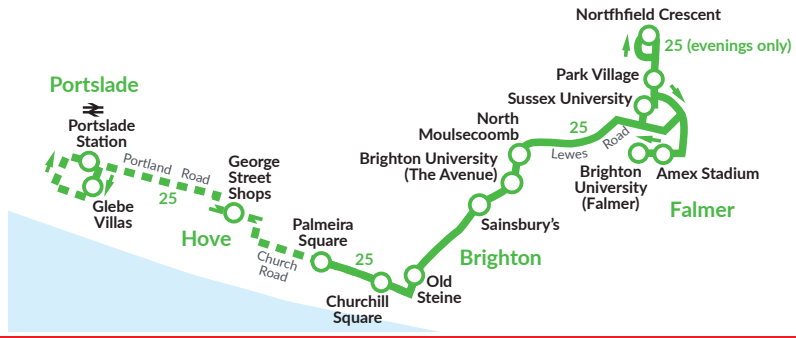 Nortfhfield Crescent
25 (evenings only)
Park Village
Sussex University
Portslade
Portslade
Station
Portland Road
25
Glebe
Villas
George
Street
Shops
Hove
Church
Road
Palmeira
Square
25
Churchill
Square
Old
Steine
Brighton
Sainsbury's
Brighton University
(The Avenue)
North
Moulsecoomb
25
Lewes Road
Brighton
University
(Falmer)
Amex Stadium
Falmer